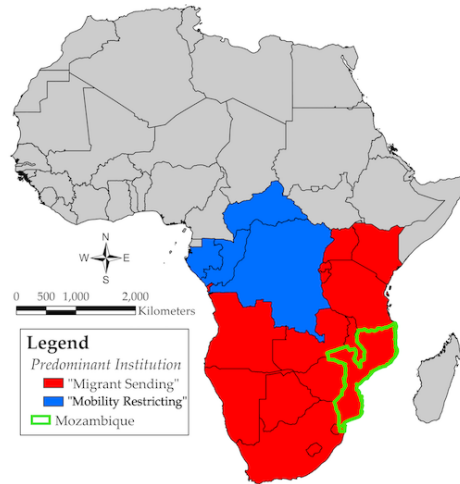 N
W E
S
0 500 1,000 2,000
Kilometers
Legend
Predominant Institution
"Migrant Sending"
"Mobility Restricting"
Mozambique